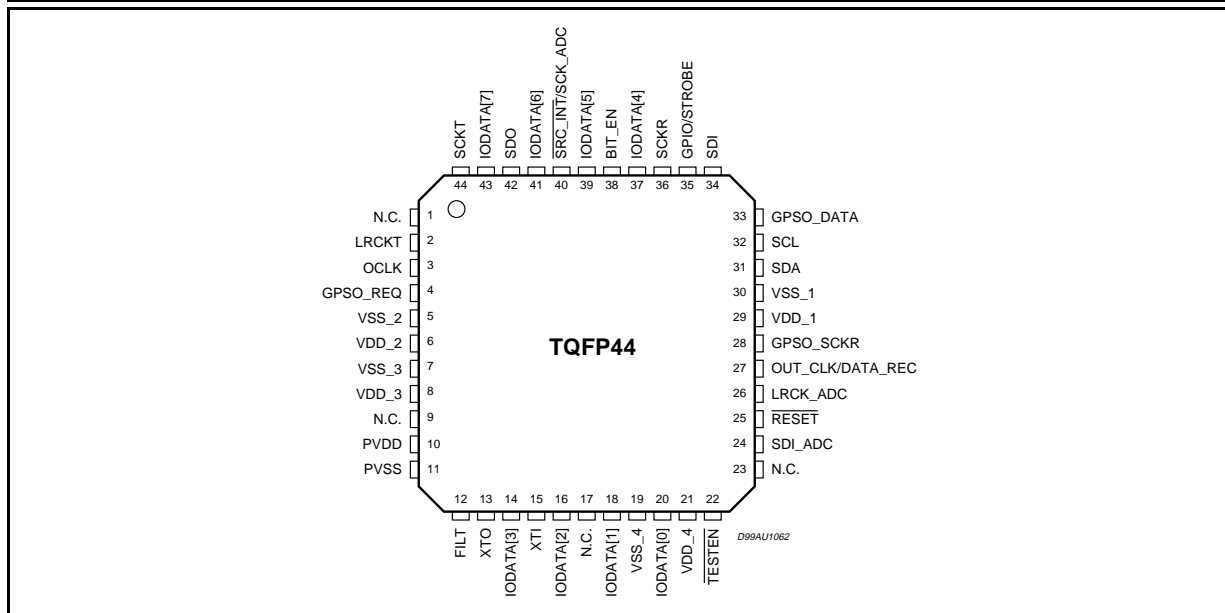 SCKT
IODATA[7]
SDO
IODATA[6]
SRC_INT/SCK_ADC
IODATA[5]
BIT_EN
IODATA[4]
SCKR
GPIO/STROBE
SDI
44 43 42 41 40 39 38 37 36 35 34
N.C. 1
LRCKT 2
OCLK 3
GPSO_REQ 4
VSS_2 5
VDD_2 6
VSS_3 7
VDD_3 8
N.C. 9
PVDD 10
PVSS 11
TQFP44
33 GPSO_DATA
32 SCL
31 SDA
30 VSS_1
29 VDD_1
28 GPSO_SCKR
27 OUT_CLK/DATA_REC
26 LRCK_ADC
25 RESET
24 SDI_ADC
23 N.C.
12 13 14 15 16 17 18 19 20 21 22
FILT
XTO
IODATA[3]
XTI
IODATA[2]
N.C.
IODATA[1]
VSS_4
IODATA[0]
VDD_4
TESTEN
D99AU1062